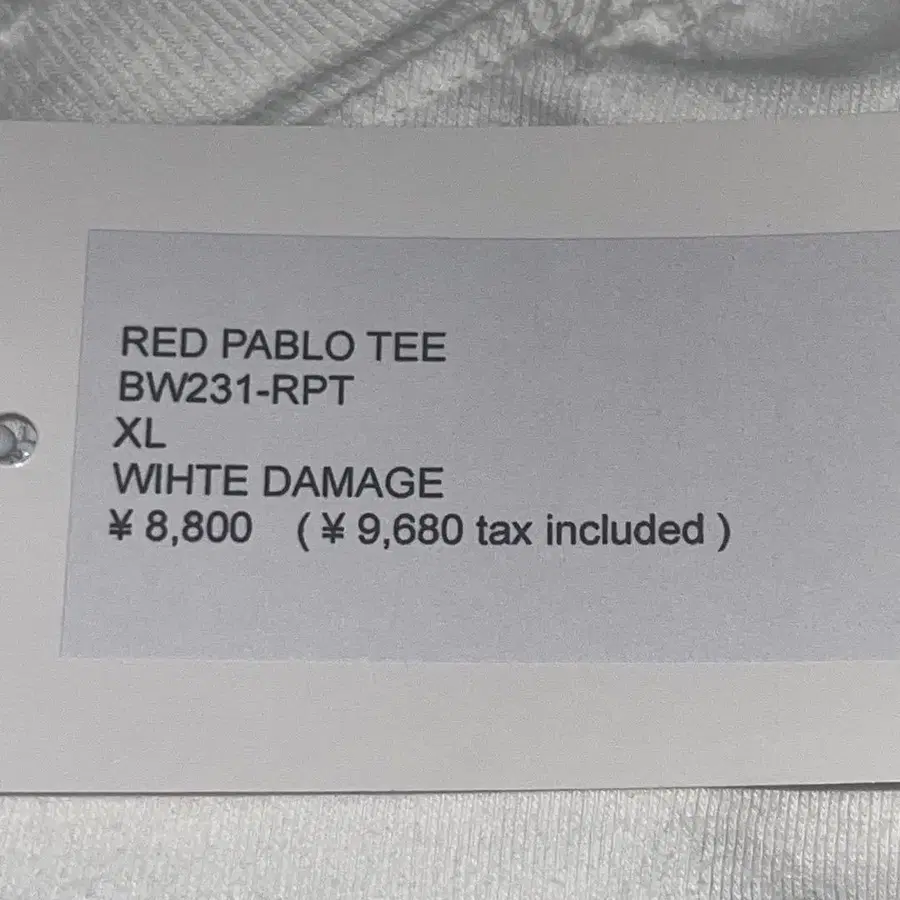 RED PABLO TEE
BW231-RPT
XL
WIHTE DAMAGE
¥ 8,800 (¥ 9,680 tax included )